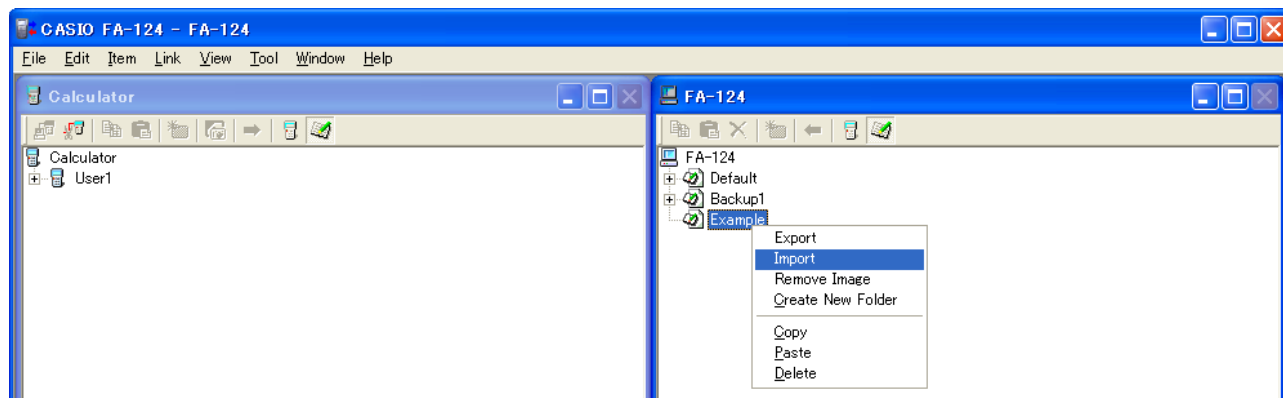 CASIO FA-124 - FA-124
File Edit Item Link View Tool Window Help
Calculator
Calculator
User1
FA-124
FA-124
Default
Backup1
Example
Export
Import
Remove Image
Create New Folder
Copy
Paste
Delete